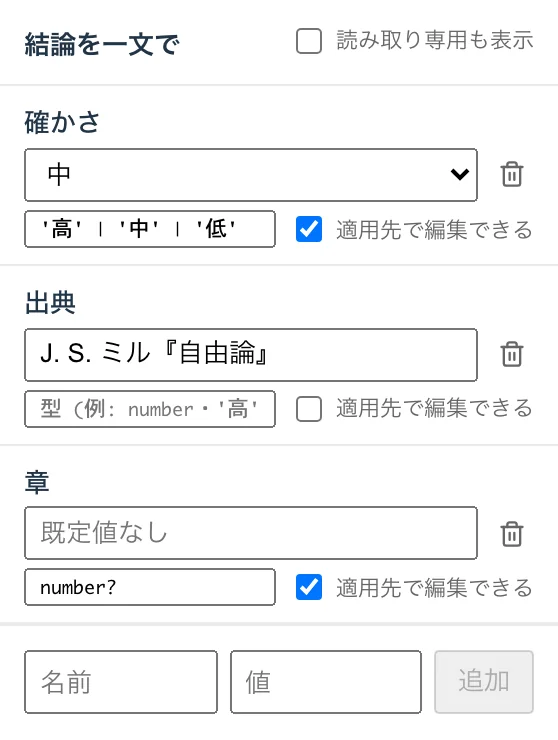 結論を一文で
読み取り専用も表示
確かさ
中
'高' | '中' | '低'
適用先で編集できる
出典
J. S. ミル『自由論』
型 (例: number・'高'
適用先で編集できる
章
既定値なし
number?
適用先で編集できる
名前
値
追加